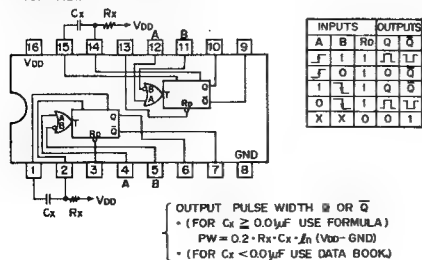 Cx Rx VDD
A B
16 15 14 13 12 11 10 9
VDD
B
A T Q
Q̄
RD
A
B T Q
Q̄
RD
GND
1 2 3 4 5 6 7 8
A B
Cx Rx VDD
INPUTS OUTPUTS
A B RD Q Q̄
1 1
0 1 Q Q̄
1 1 Q Q̄
0 1
X X 0 0 1
OUTPUT PULSE WIDTH @ Q OR Q̄
• (FOR Cx ≥ 0.01µF USE FORMULA)
PW=0.2·Rx·Cx·ℓn (VDD-GND)
• (FOR Cx <0.01µF USE DATA BOOK)